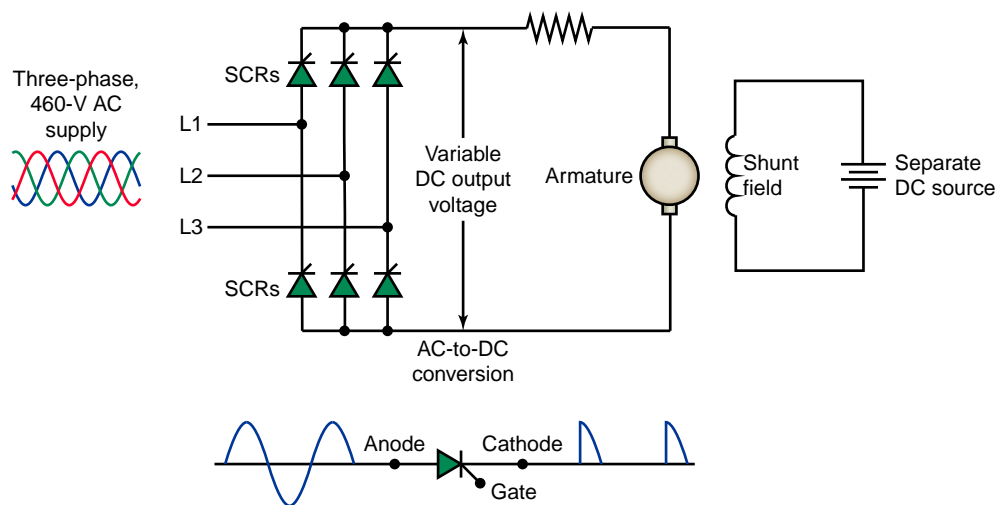 SCRs
Three-phase,
460-V AC
supply
L1
L2
L3
SCRs
Variable
DC output
voltage
AC-to-DC
conversion
Armature
Shunt
field
Separate
DC source
Anode
Cathode
Gate